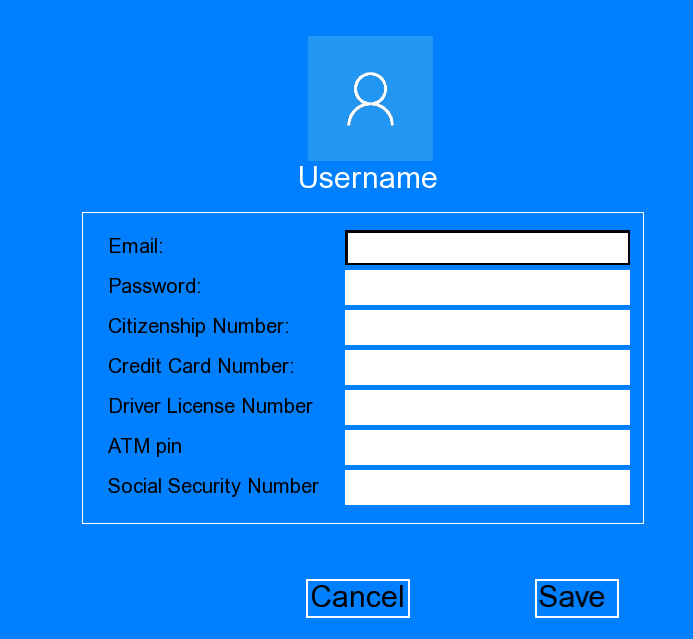 Username
Email:
Password:
Citizenship Number:
Credit Card Number:
Driver License Number
ATM pin
Social Security Number
Cancel
Save